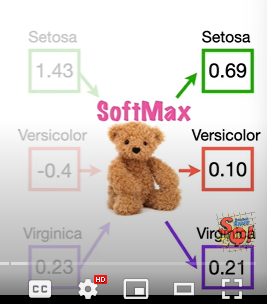 Setosa Setosa
1.43 0.69
SoftMax
Versicolor Versicolor
-0.4 0.10
Virginica Virginica
0.23 0.21
CC HD